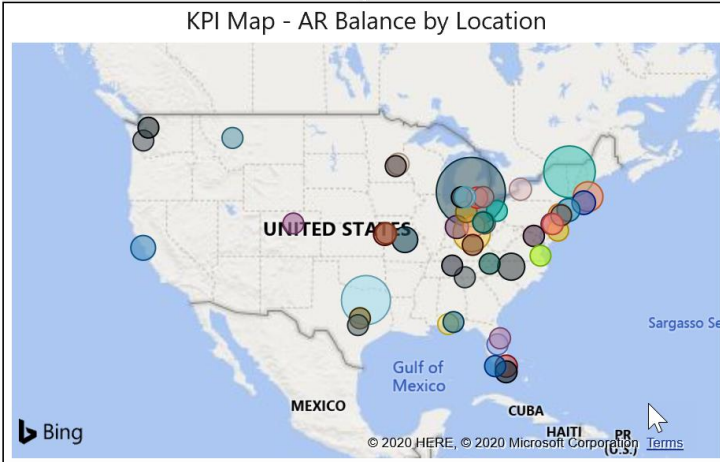 KPI Map - AR Balance by Location
UNITED STATES
Sargasso Se
Gulf of
Mexico
MEXICO
CUBA
HAITI
PR
(U.S.)
Bing
© 2020 HERE, © 2020 Microsoft Corporation Terms